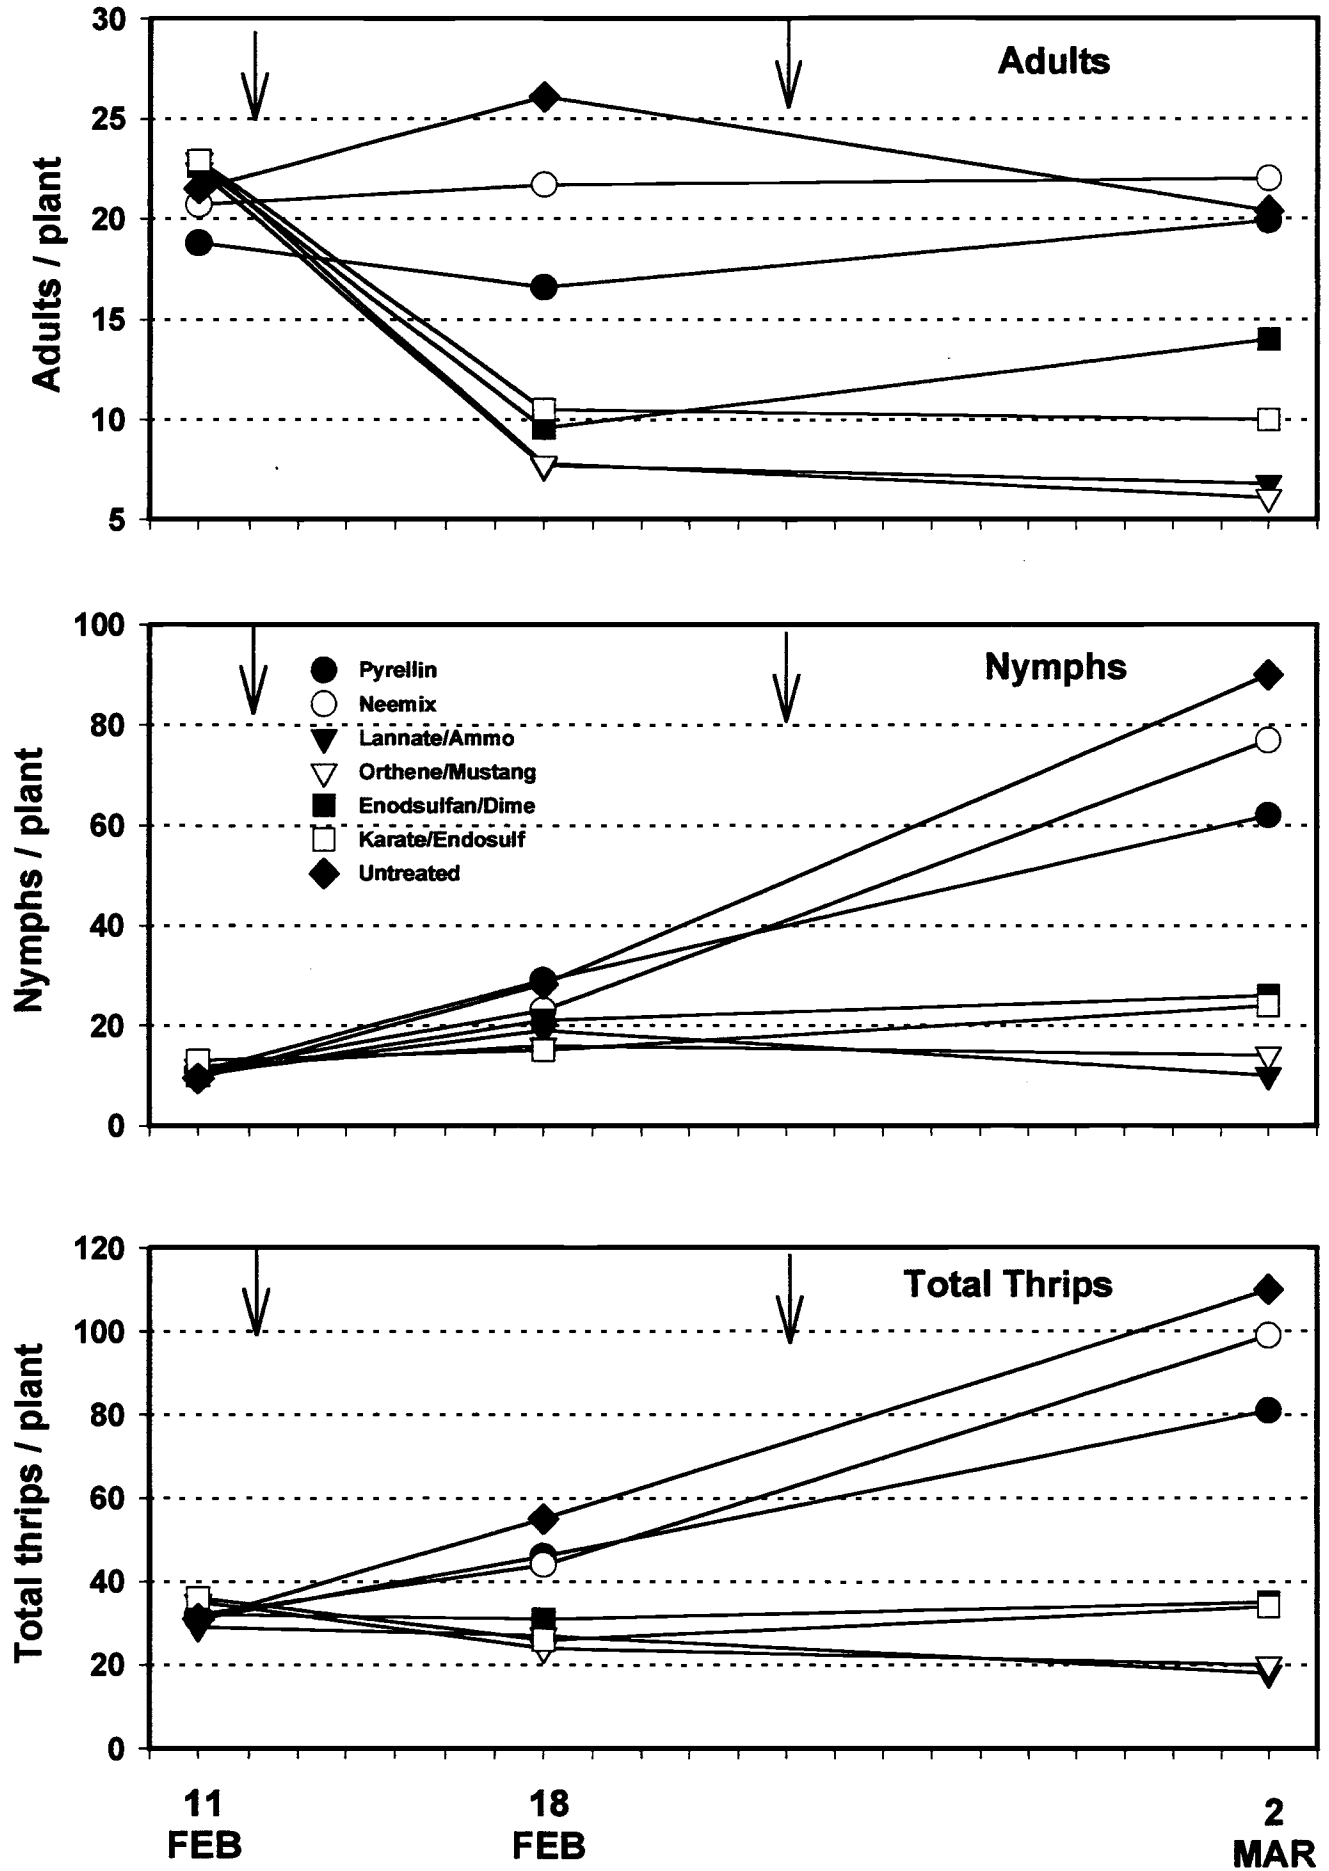 30
25
20
15
10
5
Adults / plant
Adults
100
80
60
40
20
0
Nymphs / plant
Nymphs
Pyrellin
Neemix
Lannate/Ammo
Orthene/Mustang
Enodsulfan/Dime
Karate/Endosulf
Untreated
120
100
80
60
40
20
0
Total thrips / plant
Total Thrips
11
FEB
18
FEB
2
MAR